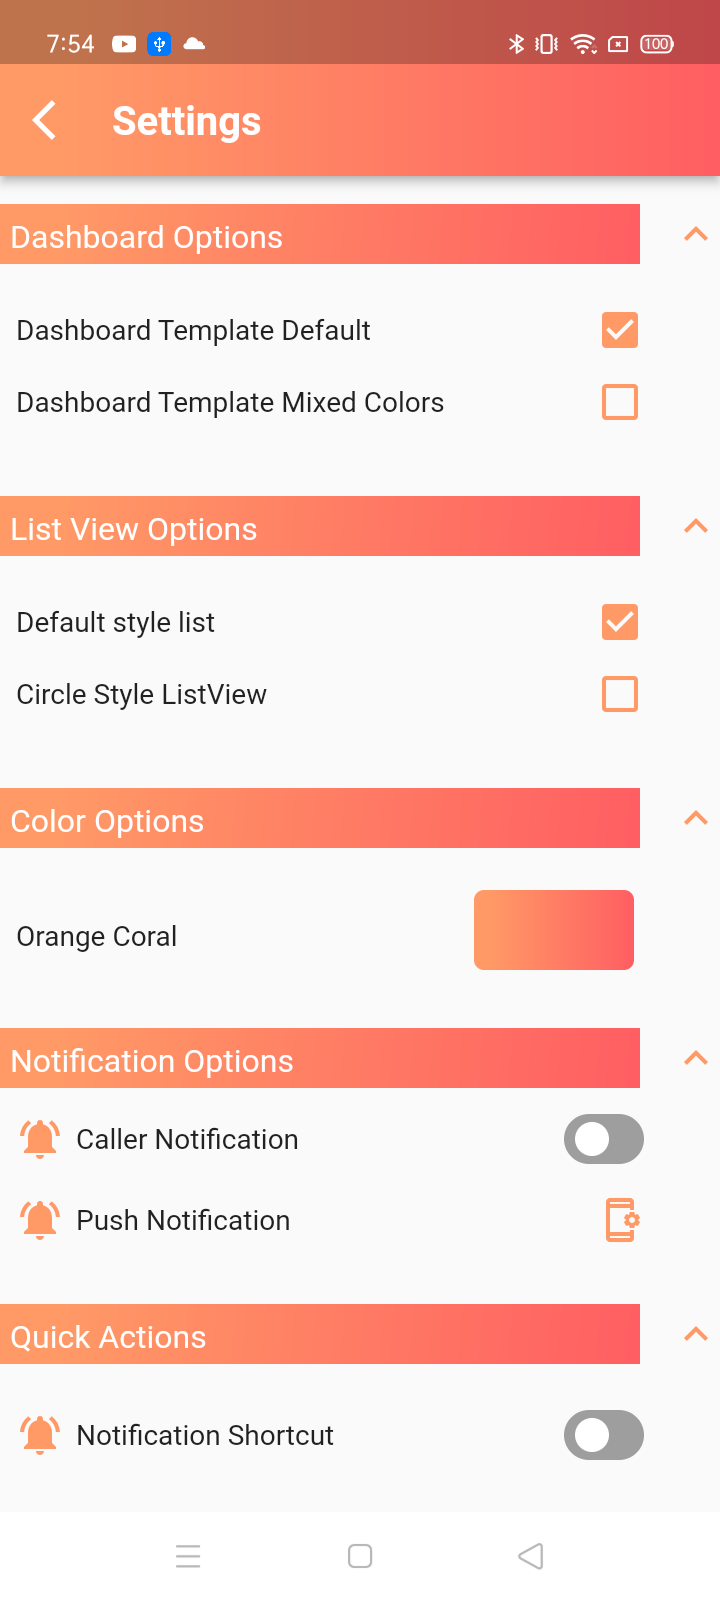 7:54
100
Settings
Dashboard Options
Dashboard Template Default
Dashboard Template Mixed Colors
List View Options
Default style list
Circle Style ListView
Color Options
Orange Coral
Notification Options
Caller Notification
Push Notification
Quick Actions
Notification Shortcut